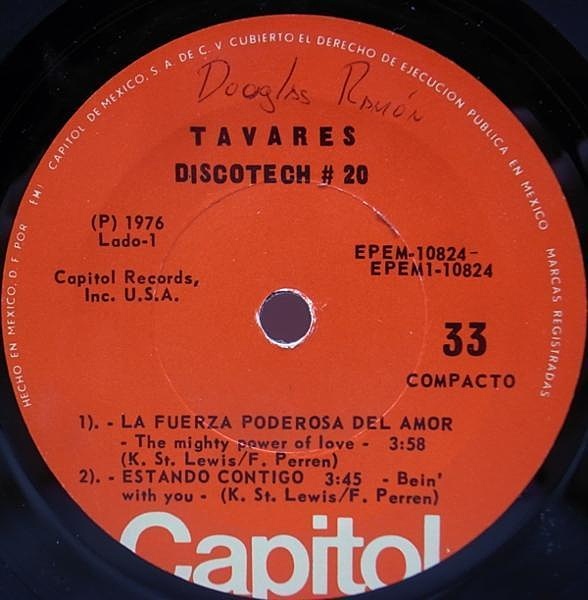 HECHO EN MEXICO, D. F. POR EMI CAPITOL DE MEXICO, S. A. DE C. V CUBIERTO EL DERECHO DE EJECUCION PUBLICA EN MEXICO MARCAS REGISTRADAS
Douglas Ramón
TAVARES
DISCOTECH # 20
(P) 1976
Lado-1
EPEM-10824-
EPEM1-10824
Capitol Records,
Inc. U.S.A.
33
COMPACTO
1). - LA FUERZA PODEROSA DEL AMOR
- The mighty power of love - 3:58
(K. St. Lewis/F. Perren)
2). - ESTANDO CONTIGO 3:45 - Bein'
with you - (K. St. Lewis/F. Perren)
Capitol